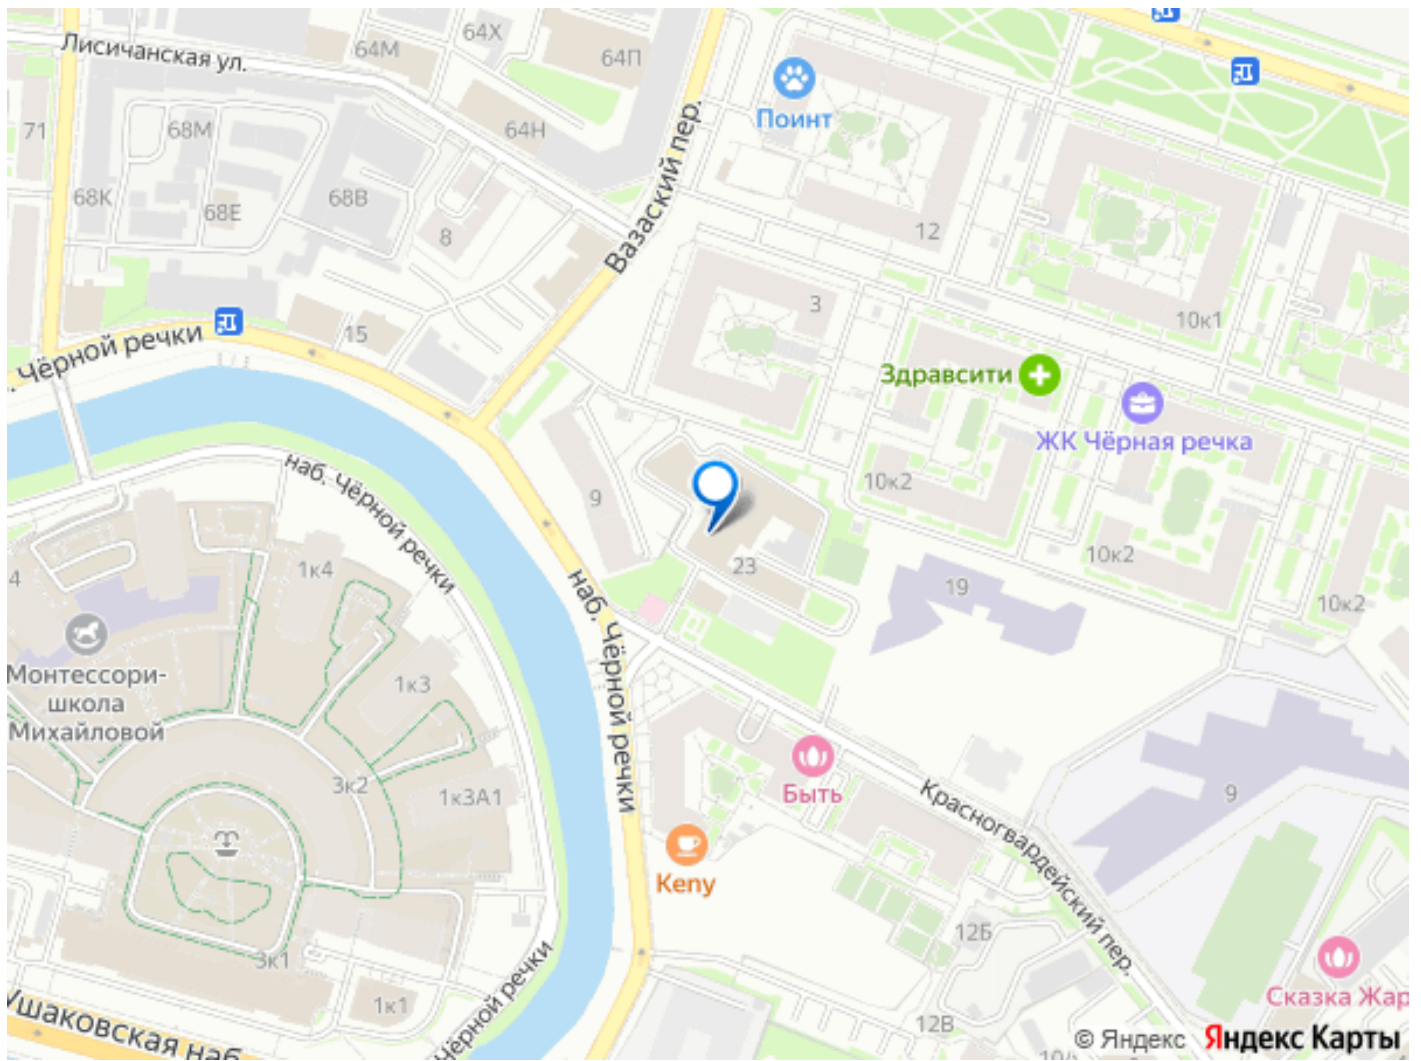 Лисичанская ул.
64М
64Х
64П
71
68М
64Н
Вазаский пер.
Поинт
68К
68Е
68В
8
12
3
10к1
15
Чёрной речки
Здравсити
ЖК Чёрная речка
наб. Чёрной речки
9
10к2
23
10к2
19
10к2
4
1к4
наб. Чёрной речки
Монтессори-
школа
Михайловой
1к3
3к2
1к3А1
Быть
Красногвардейский пер.
9
Keny
12Б
3к1
1к1
Чёрной речки
12В
Сказка Жар
Ушаковская наб
© Яндекс Яндекс Карты